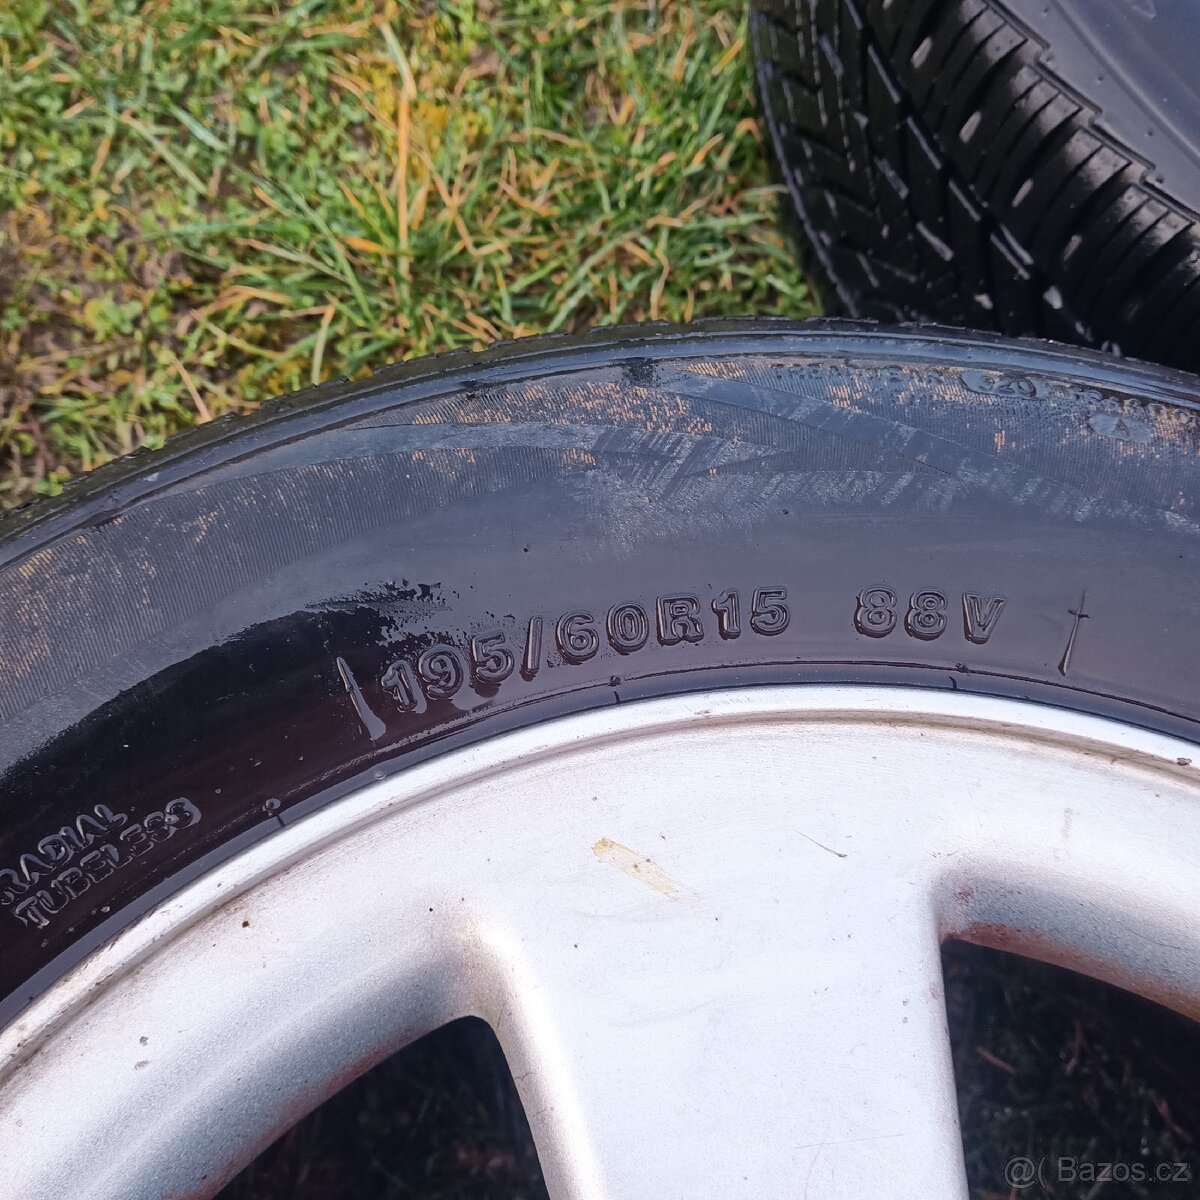 195/60R15 88V
RADIAL
TUBELESS
@( Bazos.cz